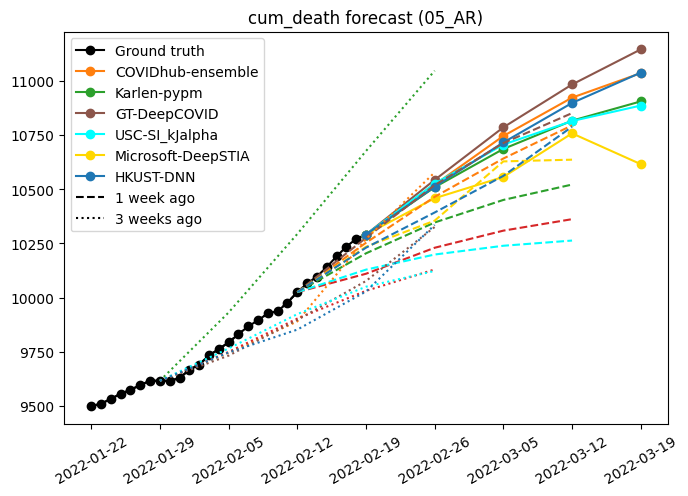 cum_death forecast (05_AR)
Ground truth
COVIDhub-ensemble
Karlen-pypm
GT-DeepCOVID
USC-SI_kJalpha
Microsoft-DeepSTIA
HKUST-DNN
1 week ago
3 weeks ago
11000
10750
10500
10250
10000
9750
9500
2022-01-22
2022-01-29
2022-02-05
2022-02-12
2022-02-19
2022-02-26
2022-03-05
2022-03-12
2022-03-19